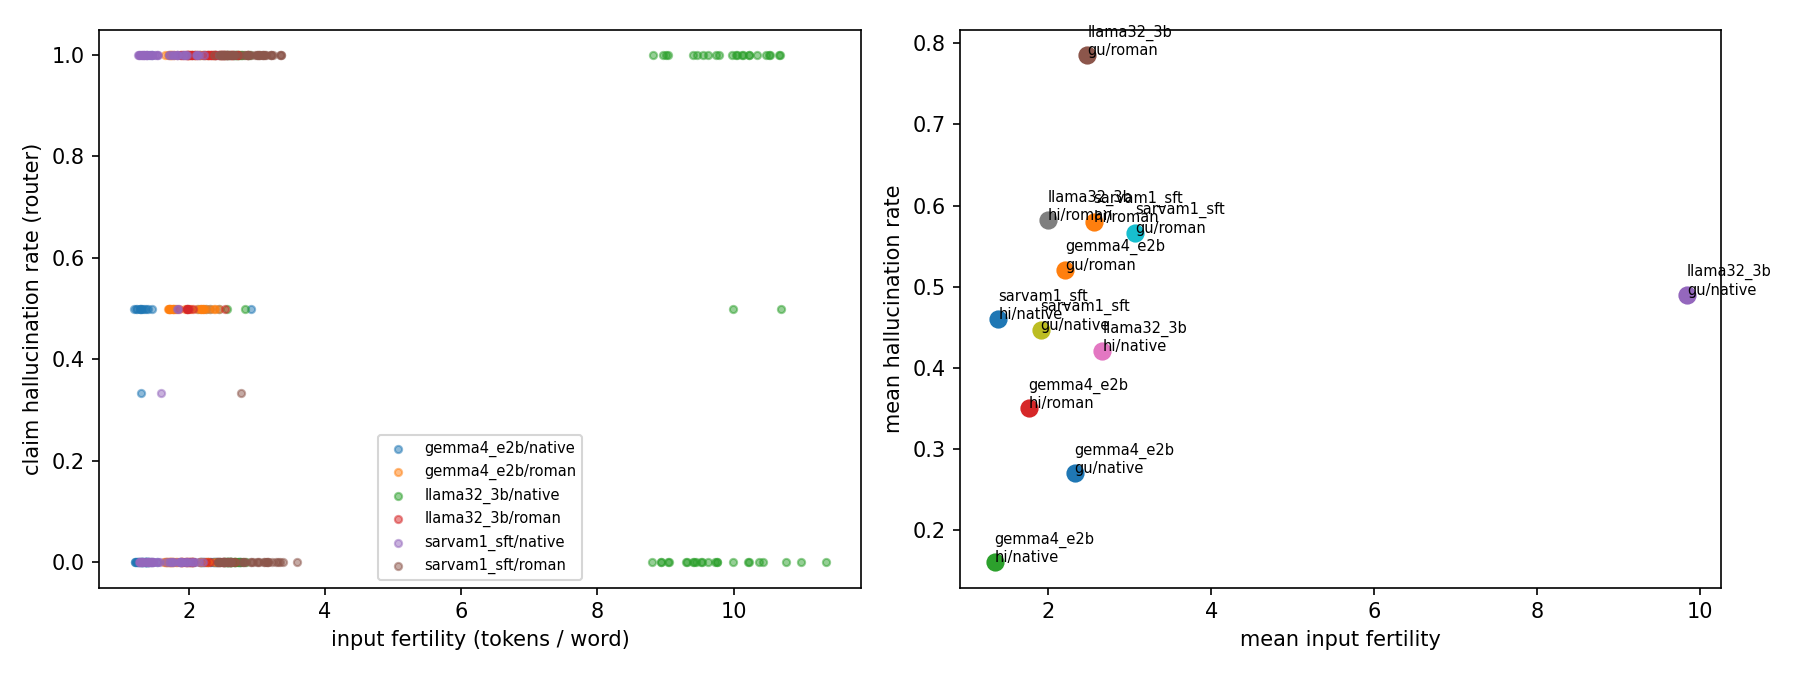 claim hallucination rate (router)
1.0
0.8
0.6
0.4
0.2
0.0
gemma4_e2b/native
gemma4_e2b/roman
llama32_3b/native
llama32_3b/roman
sarvam1_sft/native
sarvam1_sft/roman
2
4
6
8
10
input fertility (tokens / word)
mean hallucination rate
0.8
0.7
0.6
0.5
0.4
0.3
0.2
llama32_3b
gu/roman
llama32_3b
hi/roman
sarvam1_sft
hi/roman
sarvam1_sft
gu/roman
gemma4_e2b
gu/roman
llama32_3b
gu/native
sarvam1_sft
hi/native
sarvam1_sft
gu/native
llama32_3b
hi/native
gemma4_e2b
hi/roman
gemma4_e2b
gu/native
gemma4_e2b
hi/native
2
4
6
8
10
mean input fertility